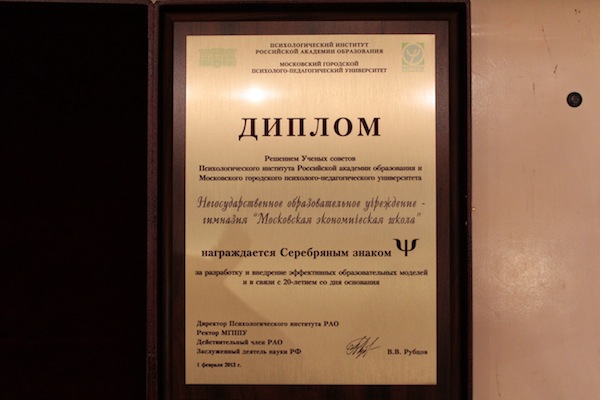 ПСИХОЛОГИЧЕСКИЙ ИНСТИТУТ
РОССИЙСКОЙ АКАДЕМИИ ОБРАЗОВАНИЯ
МОСКОВСКИЙ ГОРОДСКОЙ
ПСИХОЛОГО-ПЕДАГОГИЧЕСКИЙ УНИВЕРСИТЕТ
ДИПЛОМ
Решением Ученых советов
Психологического института Российской академии образования и
Московского городского психолого-педагогического университета
Негосударственное образовательное учреждение -
гимназия "Московская экономическая школа"
награждается Серебряным знаком Ψ
за разработку и внедрение эффективных образовательных моделей
и в связи с 20-летием со дня основания
Директор Психологического института РАО
Ректор МГППУ
Действительный член РАО
Заслуженный деятель науки РФ В.В. Рубцов
1 февраля 2013 г.